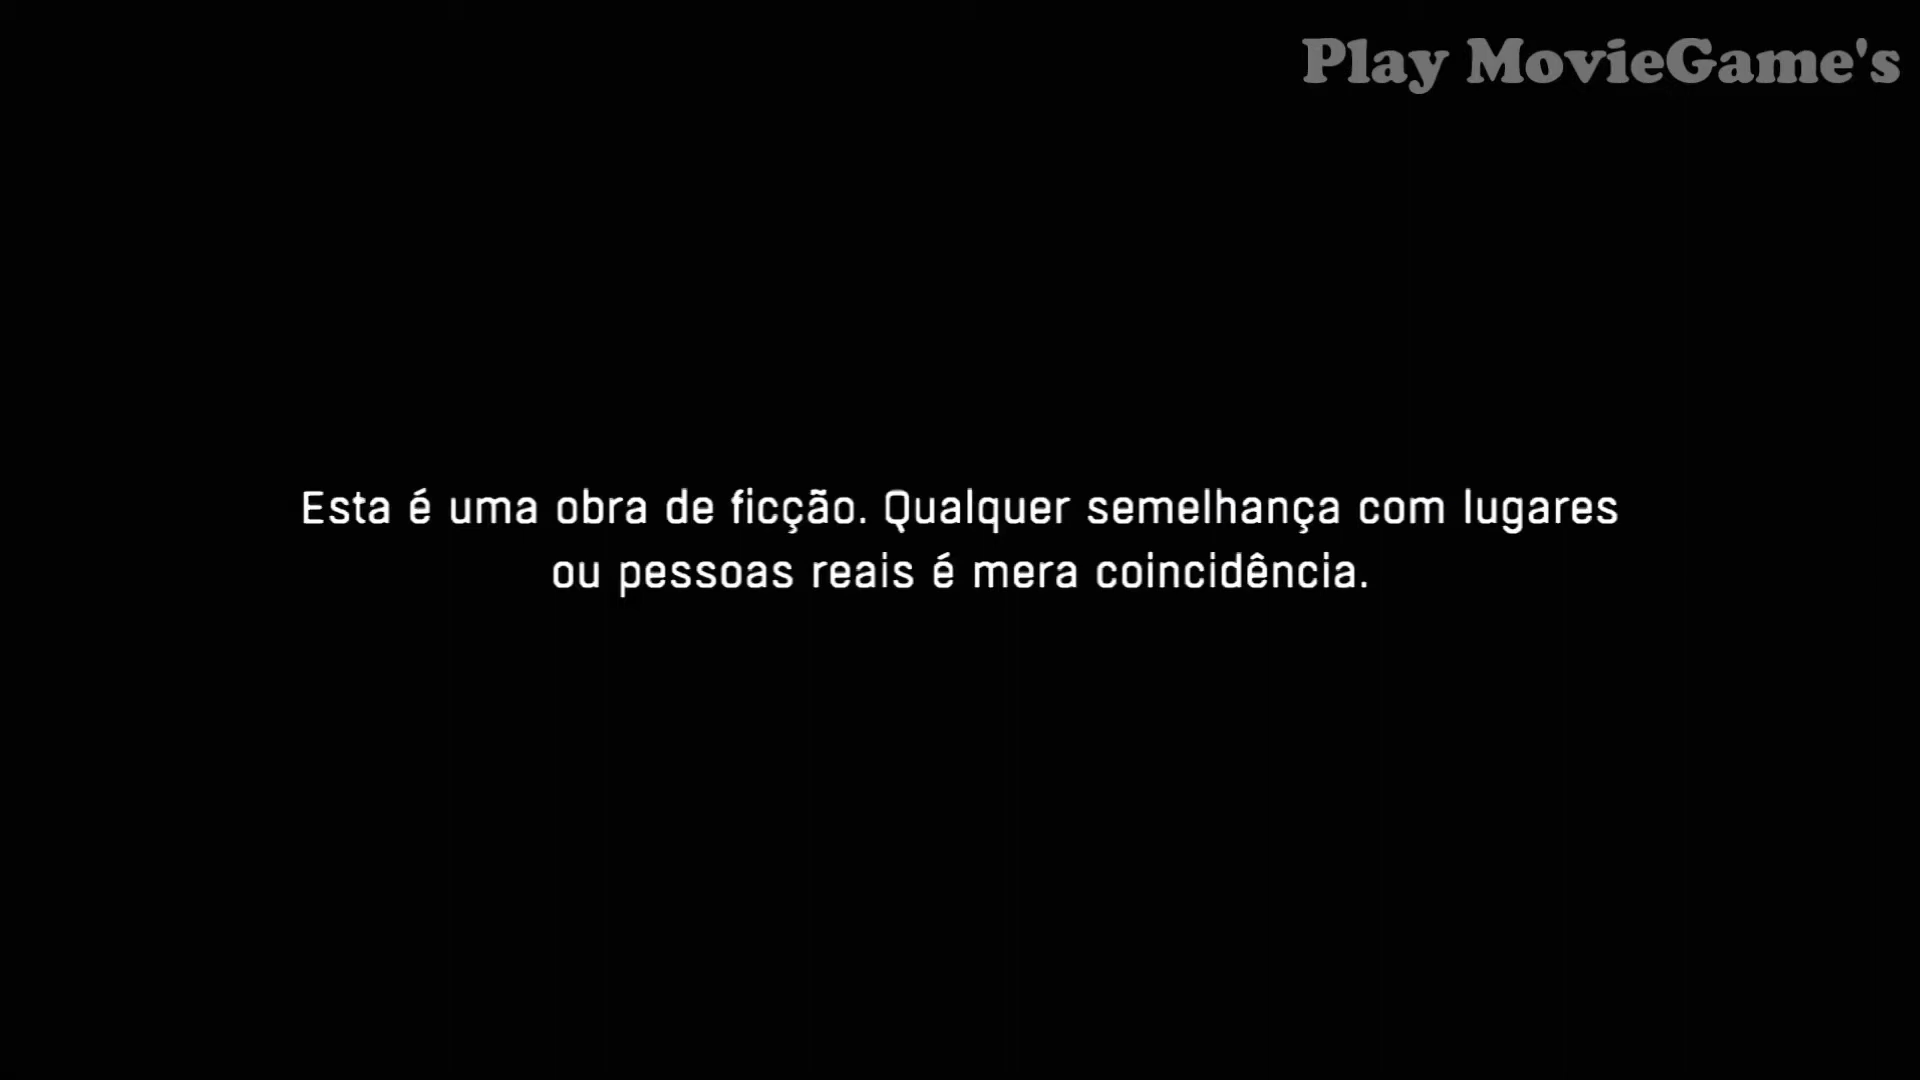 Play MovieGame's
Esta é uma obra de ficção. Qualquer semelhança com lugares
ou pessoas reais é mera coincidência.